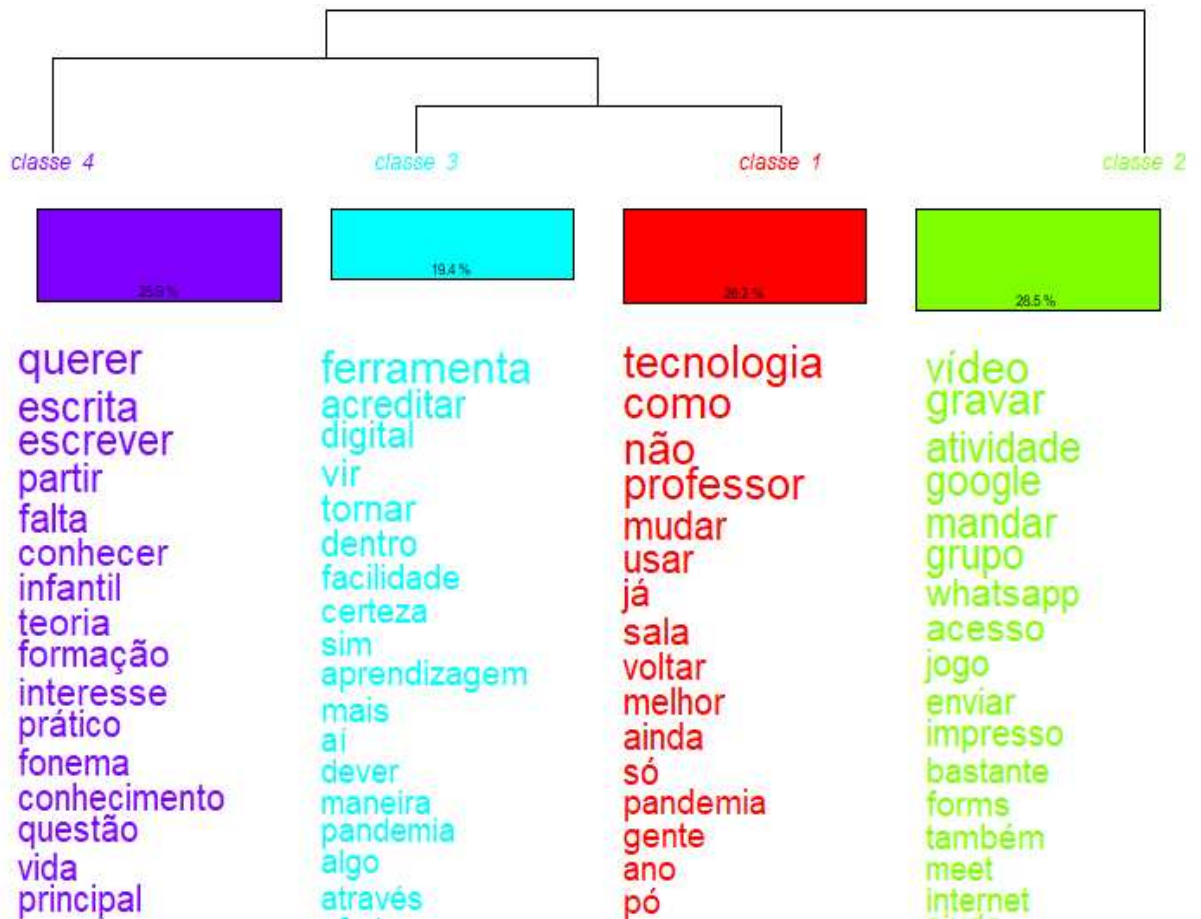 classe 4
classe 3
classe 1
classe 2
25.9 %
19.4 %
26.2 %
28.5 %
querer
escrita
escrever
partir
falta
conhecer
infantil
teoria
formação
interesse
prático
fonema
conhecimento
questão
vida
principal
ferramenta
acreditar
digital
vir
tornar
dentro
facilidade
certeza
sim
aprendizagem
mais
aí
dever
maneira
pandemia
algo
através
tecnologia
como
não
professor
mudar
usar
já
sala
voltar
melhor
ainda
só
pandemia
gente
ano
pó
vídeo
gravar
atividade
google
mandar
grupo
whatsapp
acesso
jogo
enviar
impresso
bastante
forms
também
meet
internet